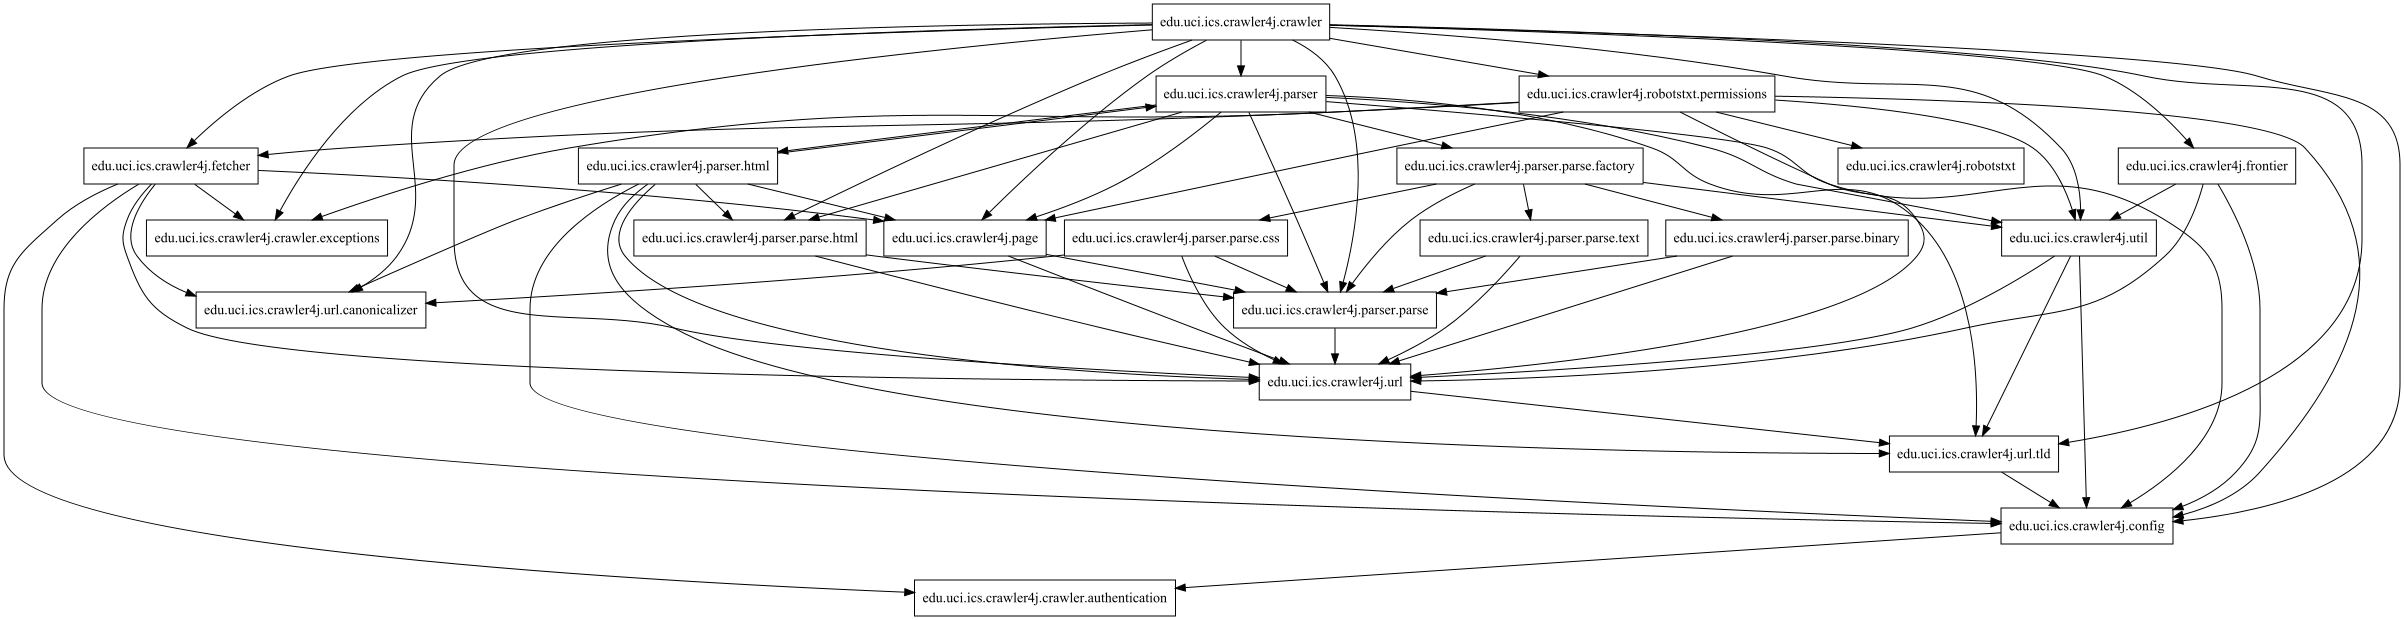 edu.uci.ics.crawler4j.crawler
edu.uci.ics.crawler4j.parser
edu.uci.ics.crawler4j.robotstxt.permissions
edu.uci.ics.crawler4j.fetcher
edu.uci.ics.crawler4j.parser.html
edu.uci.ics.crawler4j.parser.parse.factory
edu.uci.ics.crawler4j.robotstxt
edu.uci.ics.crawler4j.frontier
edu.uci.ics.crawler4j.crawler.exceptions
edu.uci.ics.crawler4j.parser.parse.html
edu.uci.ics.crawler4j.page
edu.uci.ics.crawler4j.parser.parse.css
edu.uci.ics.crawler4j.parser.parse.text
edu.uci.ics.crawler4j.parser.parse.binary
edu.uci.ics.crawler4j.util
edu.uci.ics.crawler4j.url.canonicalizer
edu.uci.ics.crawler4j.parser.parse
edu.uci.ics.crawler4j.url
edu.uci.ics.crawler4j.url.tld
edu.uci.ics.crawler4j.config
edu.uci.ics.crawler4j.crawler.authentication